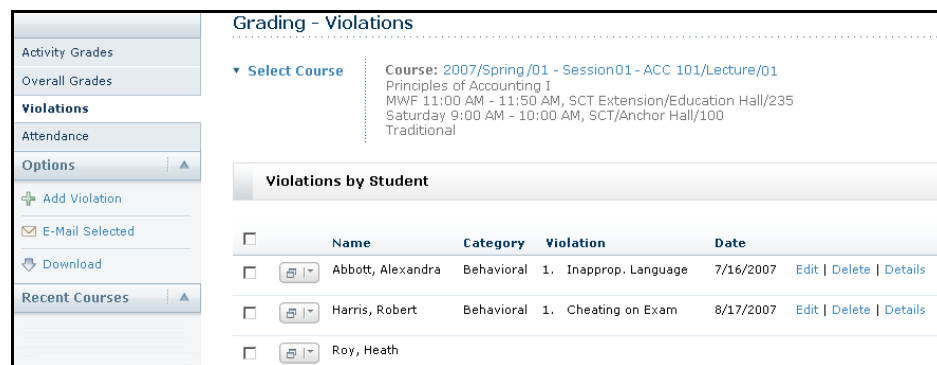 Grading - Violations
Activity Grades
Overall Grades
Violations
Attendance
Options
Add Violation
E-Mail Selected
Download
Recent Courses
Select Course
Course: 2007/Spring/01 - Session01 - ACC 101/Lecture/01
Principles of Accounting I
MWF 11:00 AM - 11:50 AM, SCT Extension/Education Hall/235
Saturday 9:00 AM - 10:00 AM, SCT/Anchor Hall/100
Traditional
Violations by Student
Name Category Violation Date
Abbott, Alexandra Behavioral 1. Inapprop. Language 7/16/2007 Edit | Delete | Details
Harris, Robert Behavioral 1. Cheating on Exam 8/17/2007 Edit | Delete | Details
Roy, Heath